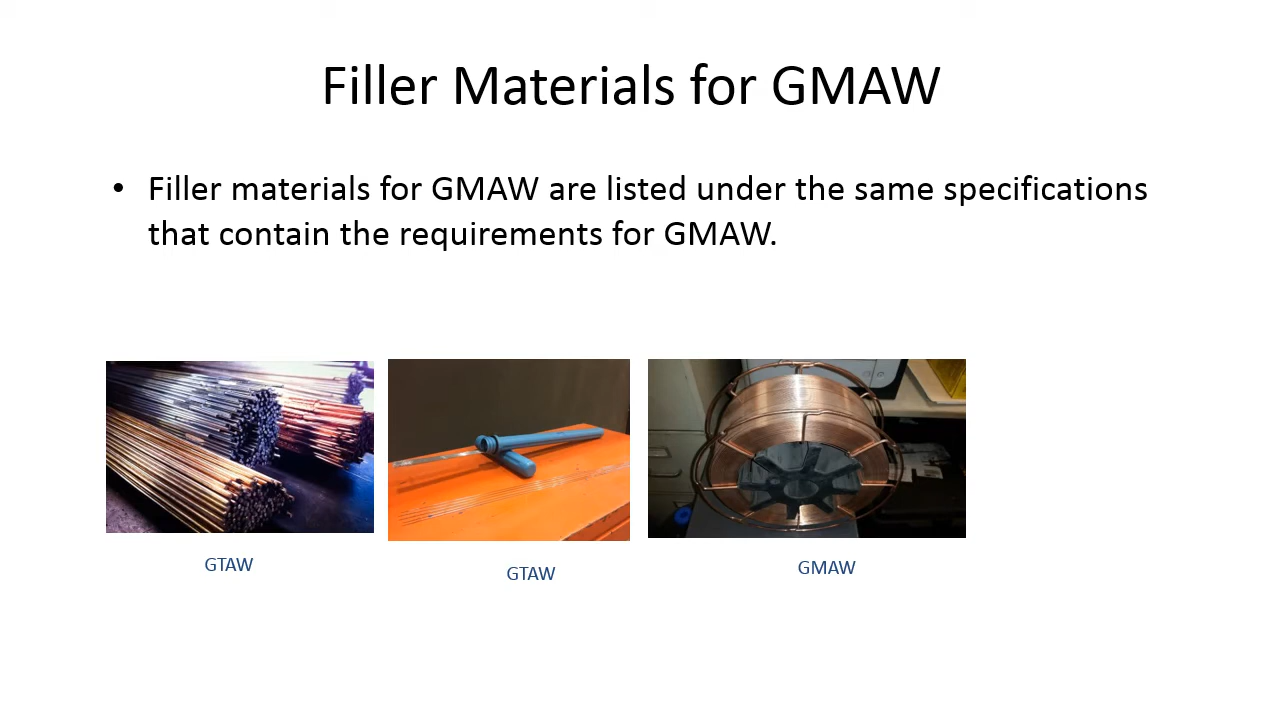 Filler Materials for GMAW
• Filler materials for GMAW are listed under the same specifications
that contain the requirements for GMAW.
GTAW
GTAW
GMAW